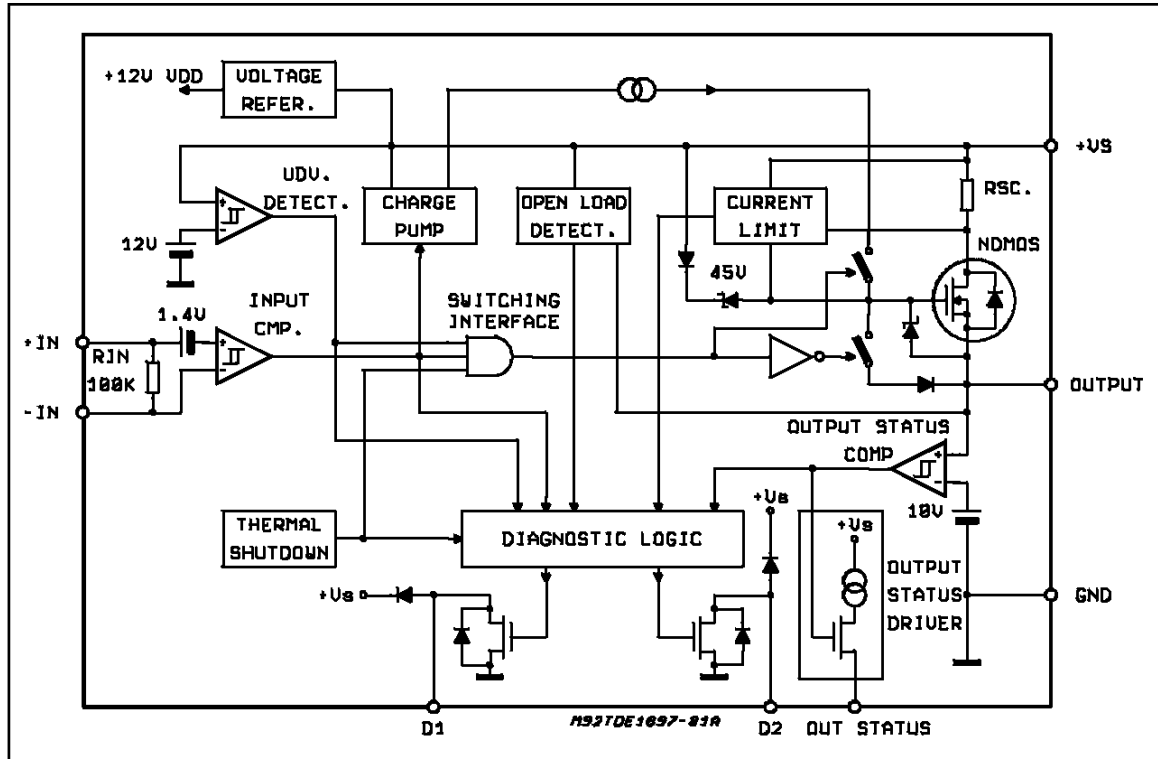 +12V VDD
VOLTAGE
REFER.
+VS
UDV.
DETECT.
CHARGE
PUMP
OPEN LOAD
DETECT.
CURRENT
LIMIT
RSC.
NDMOS
12V
45V
INPUT
CMP.
SWITCHING
INTERFACE
1.4V
+IN
RIN
100K
-IN
OUTPUT
OUTPUT STATUS
COMP
10V
+Vs
+Vs
THERMAL
SHUTDOWN
DIAGNOSTIC LOGIC
OUTPUT
STATUS
DRIVER
+Vs
GND
M92TDE1897-01A
D1
D2
OUT STATUS